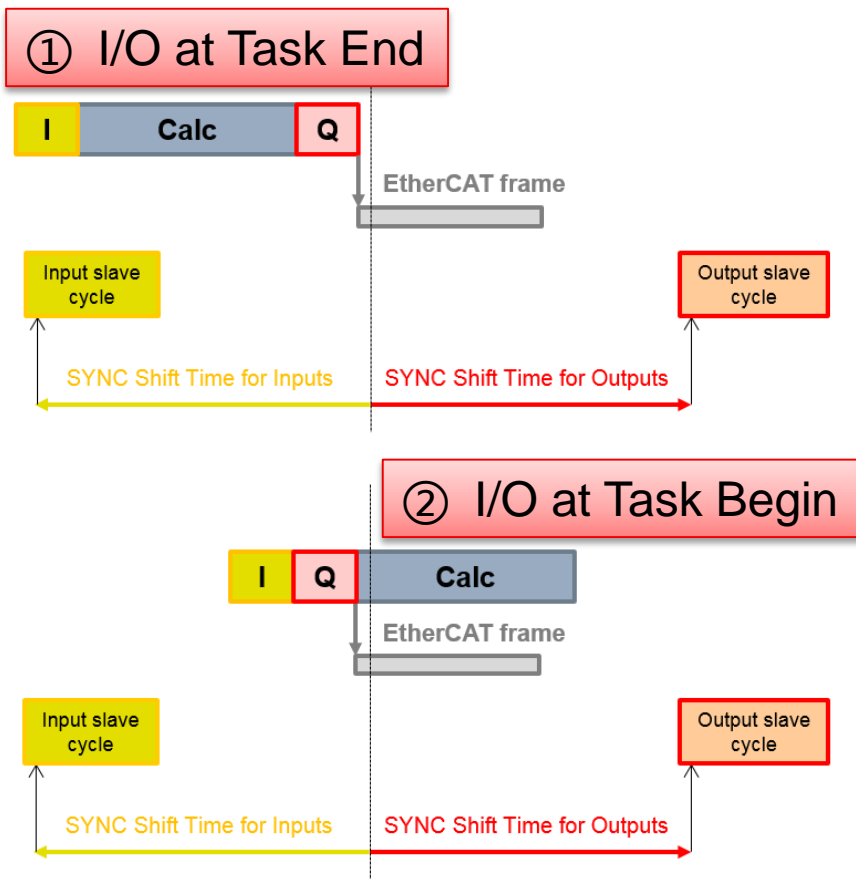 ① I/O at Task End
I Calc Q
EtherCAT frame
Input slave
cycle
Output slave
cycle
SYNC Shift Time for Inputs
SYNC Shift Time for Outputs
② I/O at Task Begin
I Q Calc
EtherCAT frame
Input slave
cycle
Output slave
cycle
SYNC Shift Time for Inputs
SYNC Shift Time for Outputs